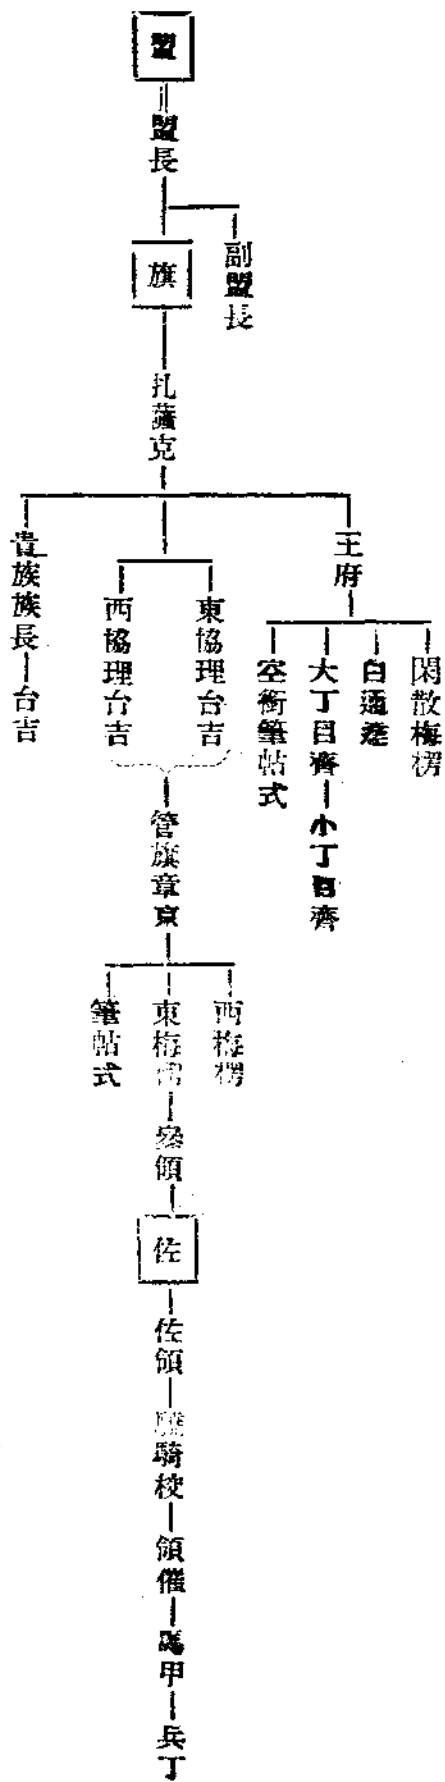 盟
盟長
副盟長
旗
扎薩克
王府
閑散梅楞
白通達
大丁目濟
小丁目濟
空銜筆帖式
東協理台吉
西協理台吉
貴族族長
台吉
管旗章京
西梅楞
東梅楞
筆帖式
參領
佐
佐領
驍騎校
領催
馬甲
兵丁